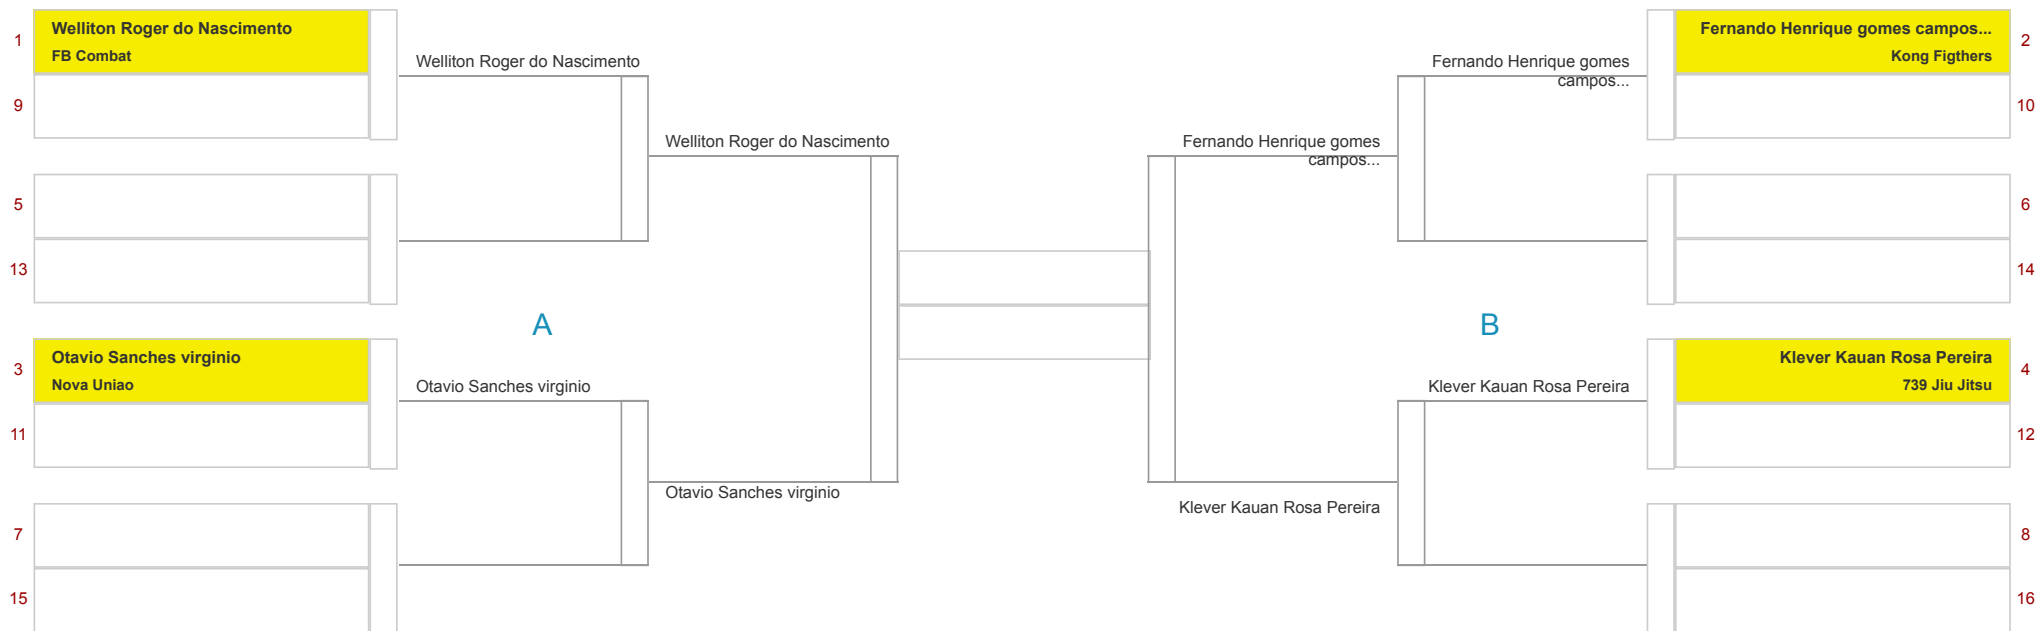 1
Welliton Roger do Nascimento
FB Combat
9
5
13
3
Otavio Sanches virginio
Nova Uniao
11
7
15
Welliton Roger do Nascimento
Otavio Sanches virginio
A
Welliton Roger do Nascimento
Otavio Sanches virginio
Fernando Henrique gomes
campos...
Klever Kauan Rosa Pereira
B
Fernando Henrique gomes
campos...
Klever Kauan Rosa Pereira
Fernando Henrique gomes campos...
Kong Figthers
2
10
6
14
Klever Kauan Rosa Pereira
739 Jiu Jitsu
4
12
8
16